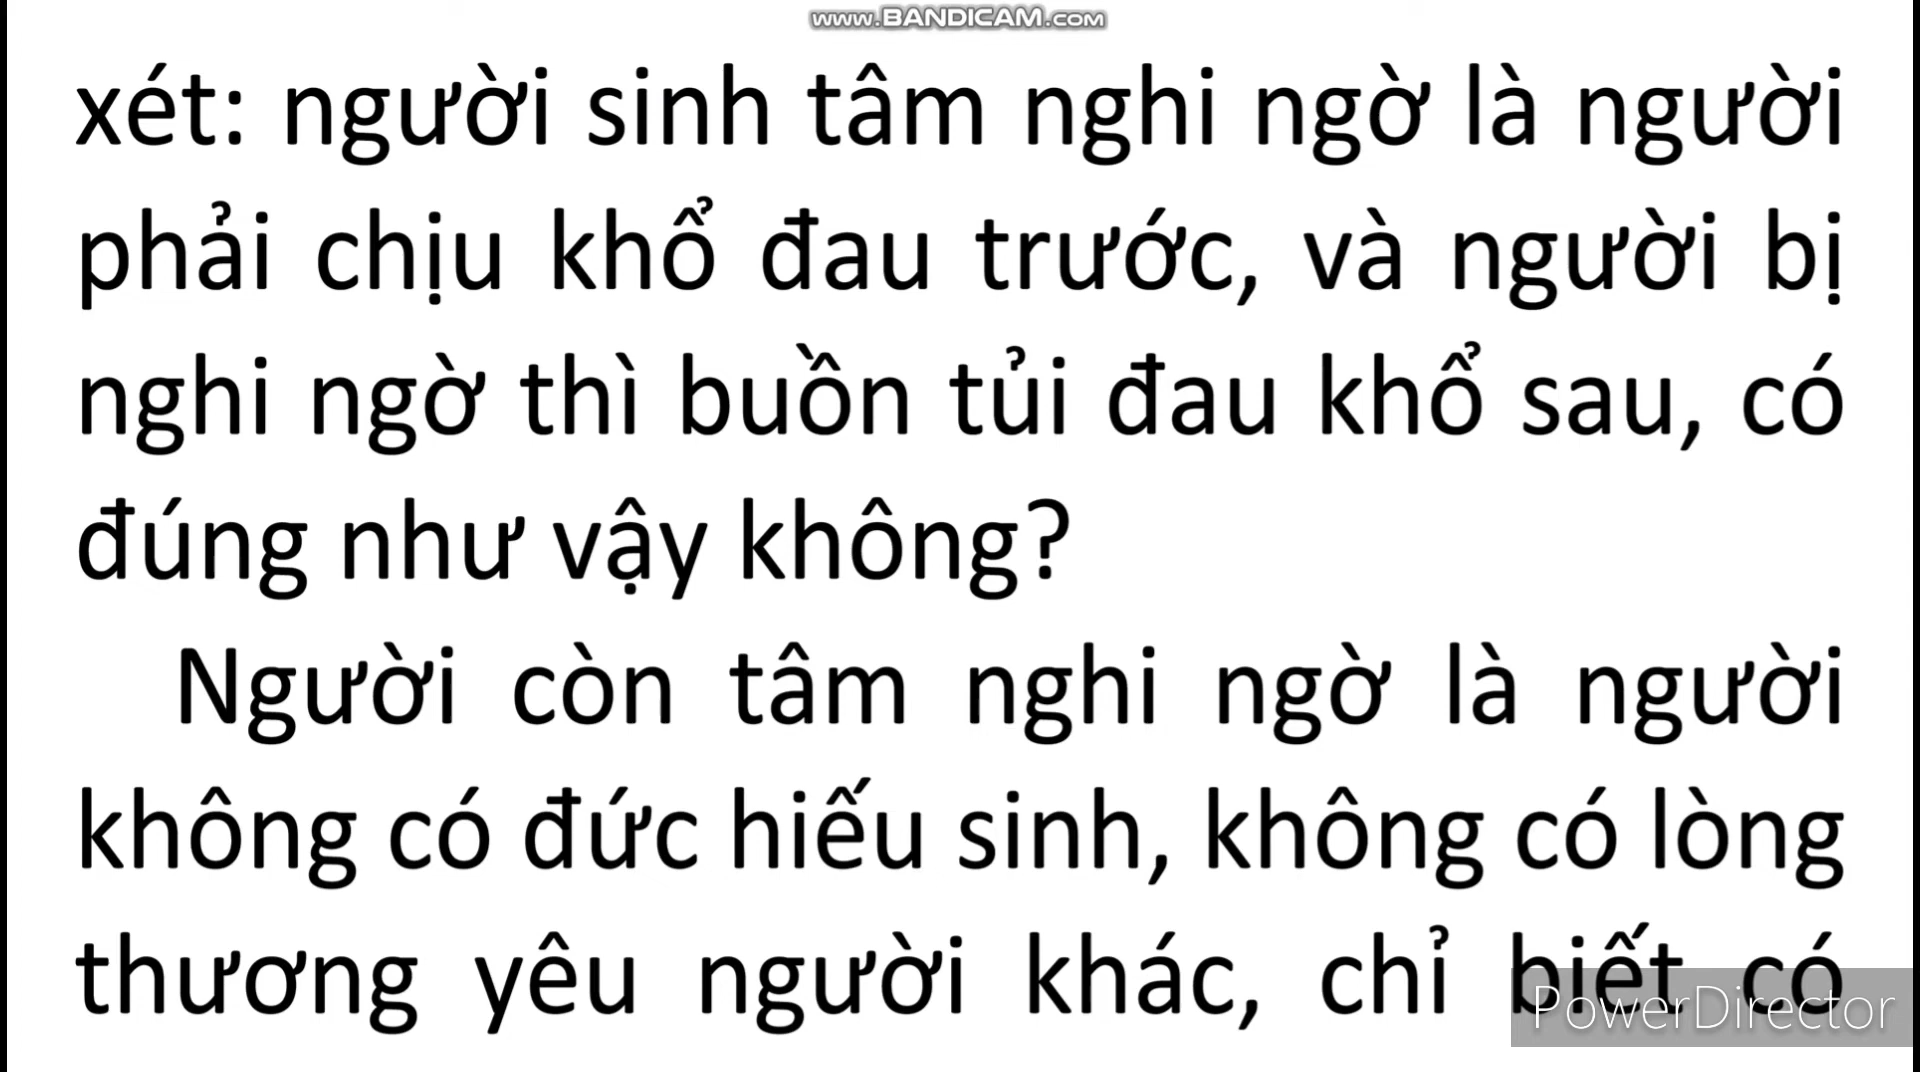 www.BANDICAM.com
xét: người sinh tâm nghi ngờ là người
phải chịu khổ đau trước, và người bị
nghi ngờ thì buồn tủi đau khổ sau, có
đúng như vậy không?
Người còn tâm nghi ngờ là người
không có đức hiếu sinh, không có lòng
thương yêu người khác, chỉ biết có
PowerDirector